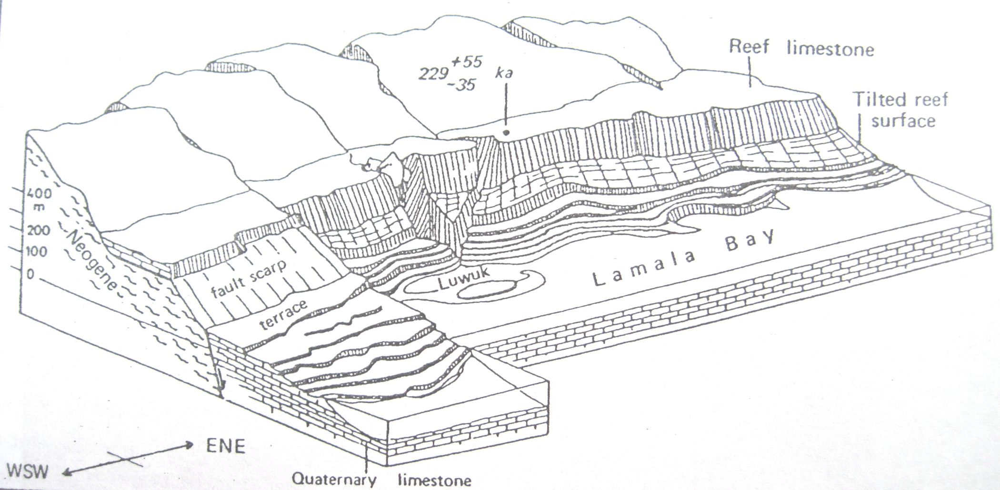 Reef limestone
229 +55 -35 ka
Tilted reef
surface
400
m
200
100
0
Neogene
fault scarp
terrace
Luwuk
Lamala Bay
ENE
WSW
Quaternary limestone